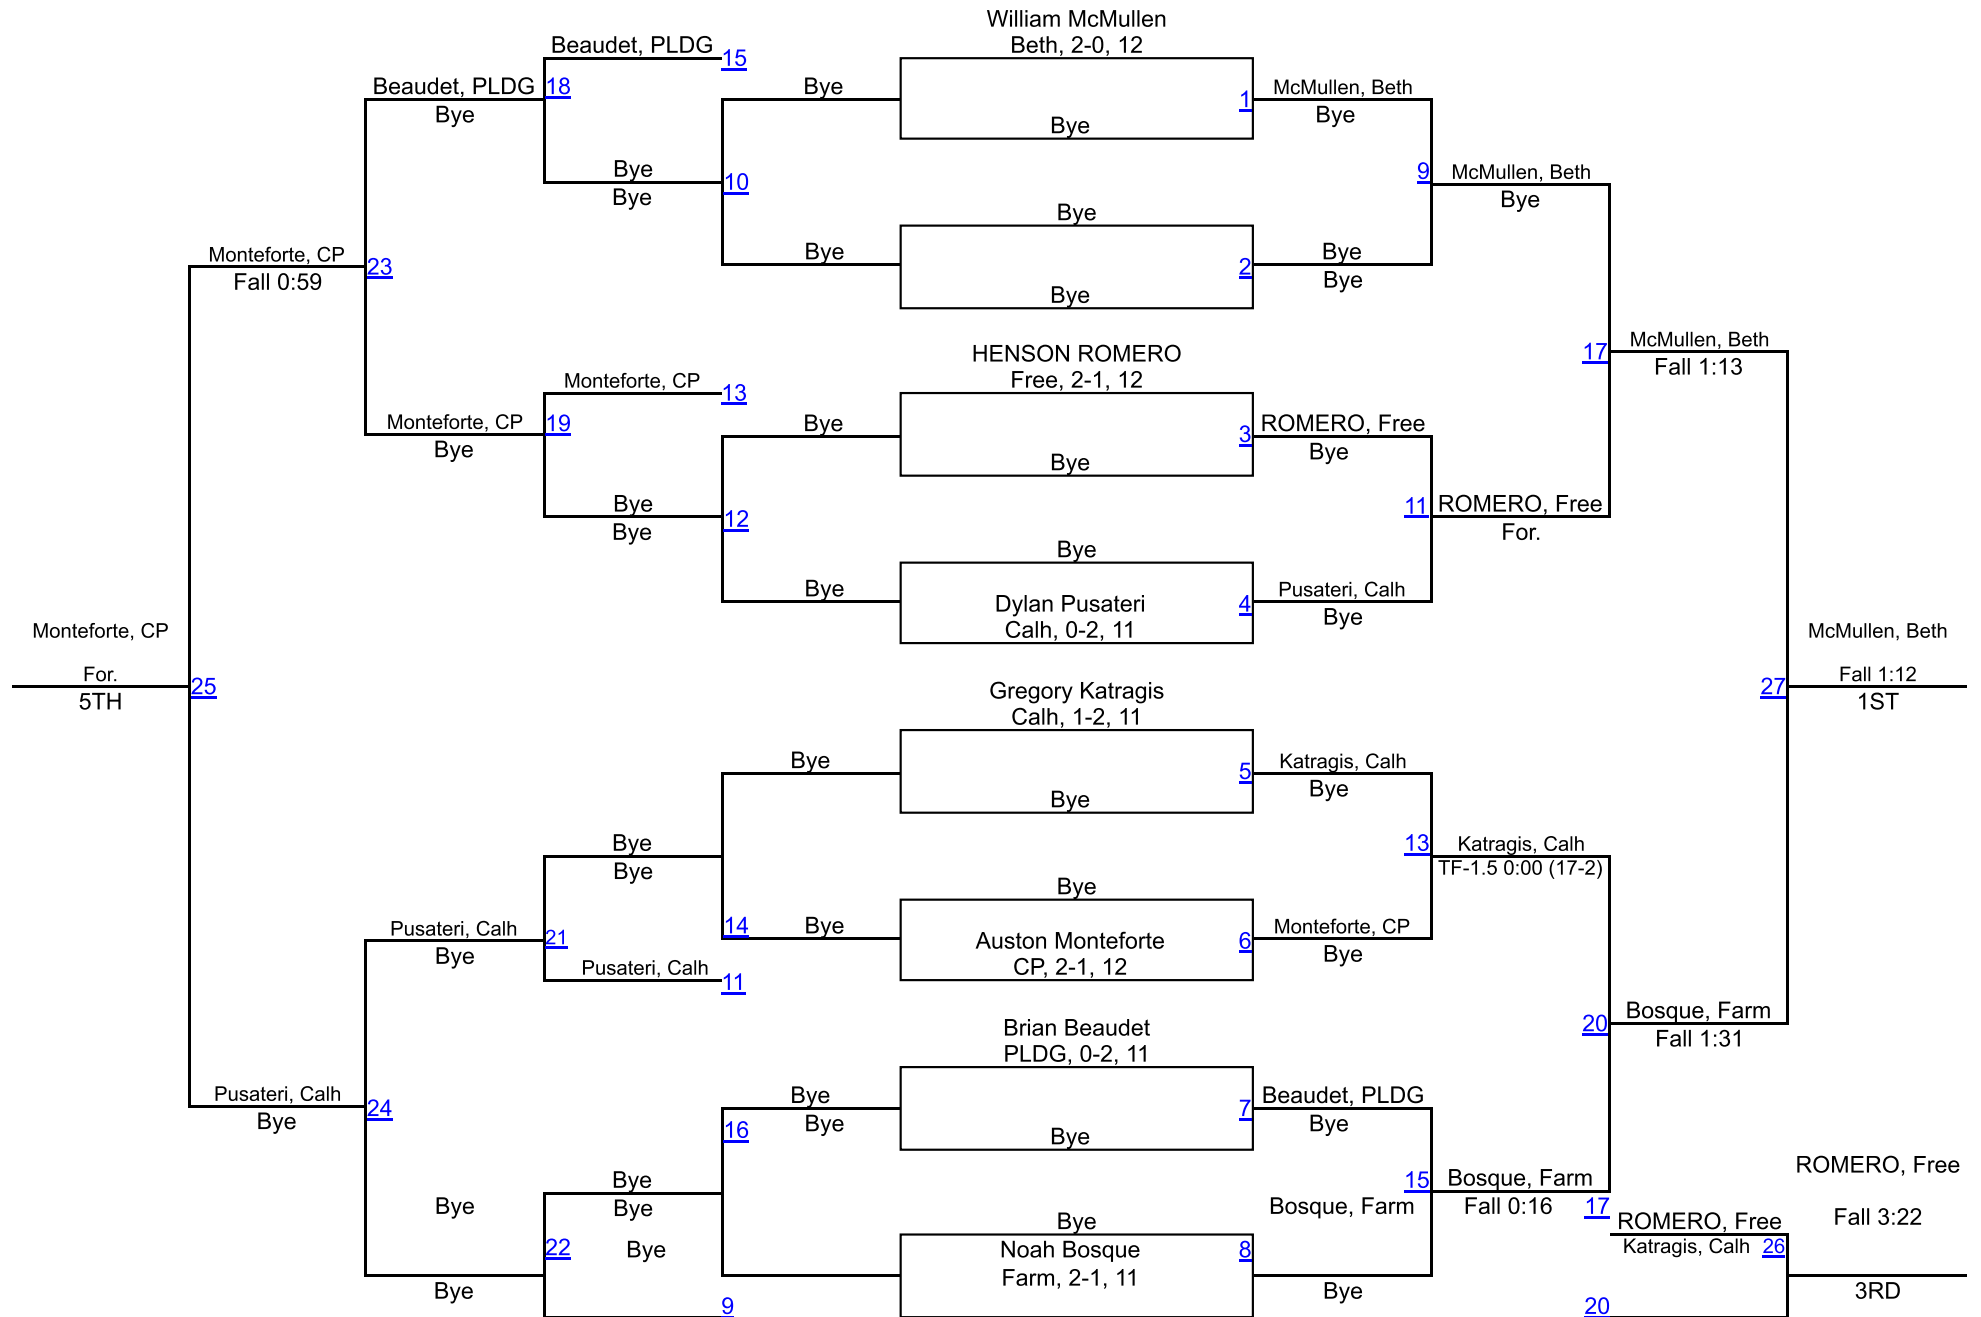 William McMullen
Beth, 2-0, 12
Beaudet, PLDG
15
Beaudet, PLDG
18
Bye
Bye
1
McMullen, Beth
Bye
Bye
Bye
9
McMullen, Beth
Bye
Bye
10
Bye
Bye
Bye
2
Bye
Bye
Bye
Monteforte, CP
23
Fall 0:59
HENSON ROMERO
Free, 2-1, 12
17
McMullen, Beth
Fall 1:13
Monteforte, CP
13
Monteforte, CP
19
Bye
Bye
3
ROMERO, Free
Bye
Bye
Bye
12
Bye
11
ROMERO, Free
For.
Bye
Bye
Dylan Pusateri
Calh, 0-2, 11
4
Pusateri, Calh
Bye
Monteforte, CP
For.
25
5TH
McMullen, Beth
27
Fall 1:12
1ST
Gregory Katragis
Calh, 1-2, 11
Bye
5
Katragis, Calh
Bye
Bye
Bye
Bye
13
Katragis, Calh
TF-1.5 0:00 (17-2)
Bye
14
Bye
Auston Monteforte
CP, 2-1, 12
6
Monteforte, CP
Bye
Pusateri, Calh
21
Bye
Pusateri, Calh
11
Brian Beaudet
PLDG, 0-2, 11
20
Bosque, Farm
Fall 1:31
Pusateri, Calh
24
Bye
Bye
16
Bye
7
Beaudet, PLDG
Bye
Bye
Bye
Bye
Bye
22
Bye
Bye
Bye
Noah Bosque
Farm, 2-1, 11
8
Bosque, Farm
Bye
15
Bosque, Farm
Fall 0:16
9
17
ROMERO, Free
Katragis, Calh
26
20
ROMERO, Free
Fall 3:22
3RD